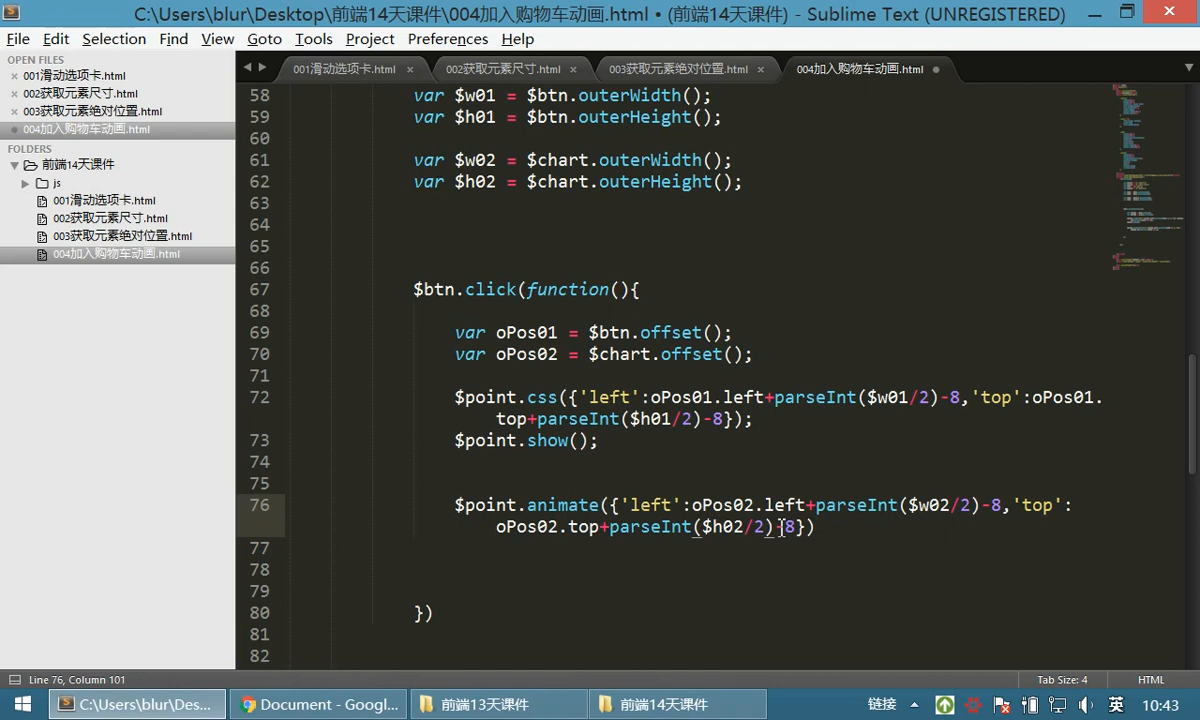 C:\Users\blur\Desktop\前端14天课件\004加入购物车动画.html • (前端14天课件) - Sublime Text (UNREGISTERED)
File Edit Selection Find View Goto Tools Project Preferences Help
OPEN FILES
001滑动选项卡.html
002获取元素尺寸.html
003获取元素绝对位置.html
004加入购物车动画.html
FOLDERS
前端14天课件
js
001滑动选项卡.html
002获取元素尺寸.html
003获取元素绝对位置.html
004加入购物车动画.html
001滑动选项卡.html 002获取元素尺寸.html 003获取元素绝对位置.html 004加入购物车动画.html
58 var $w01 = $btn.outerWidth();
59 var $h01 = $btn.outerHeight();
60
61 var $w02 = $chart.outerWidth();
62 var $h02 = $chart.outerHeight();
63
64
65
66
67 $btn.click(function(){
68
69 var oPos01 = $btn.offset();
70 var oPos02 = $chart.offset();
71
72 $point.css({'left':oPos01.left+parseInt($w01/2)-8,'top':oPos01.
top+parseInt($h01/2)-8});
73 $point.show();
74
75
76 $point.animate({'left':oPos02.left+parseInt($w02/2)-8,'top':
oPos02.top+parseInt($h02/2)-8})
77
78
79
80 })
81
82
Line 76, Column 101 Tab Size: 4 HTML
C:\Users\blur\Des... Document - Googl... 前端13天课件 前端14天课件 链接 英 10:43